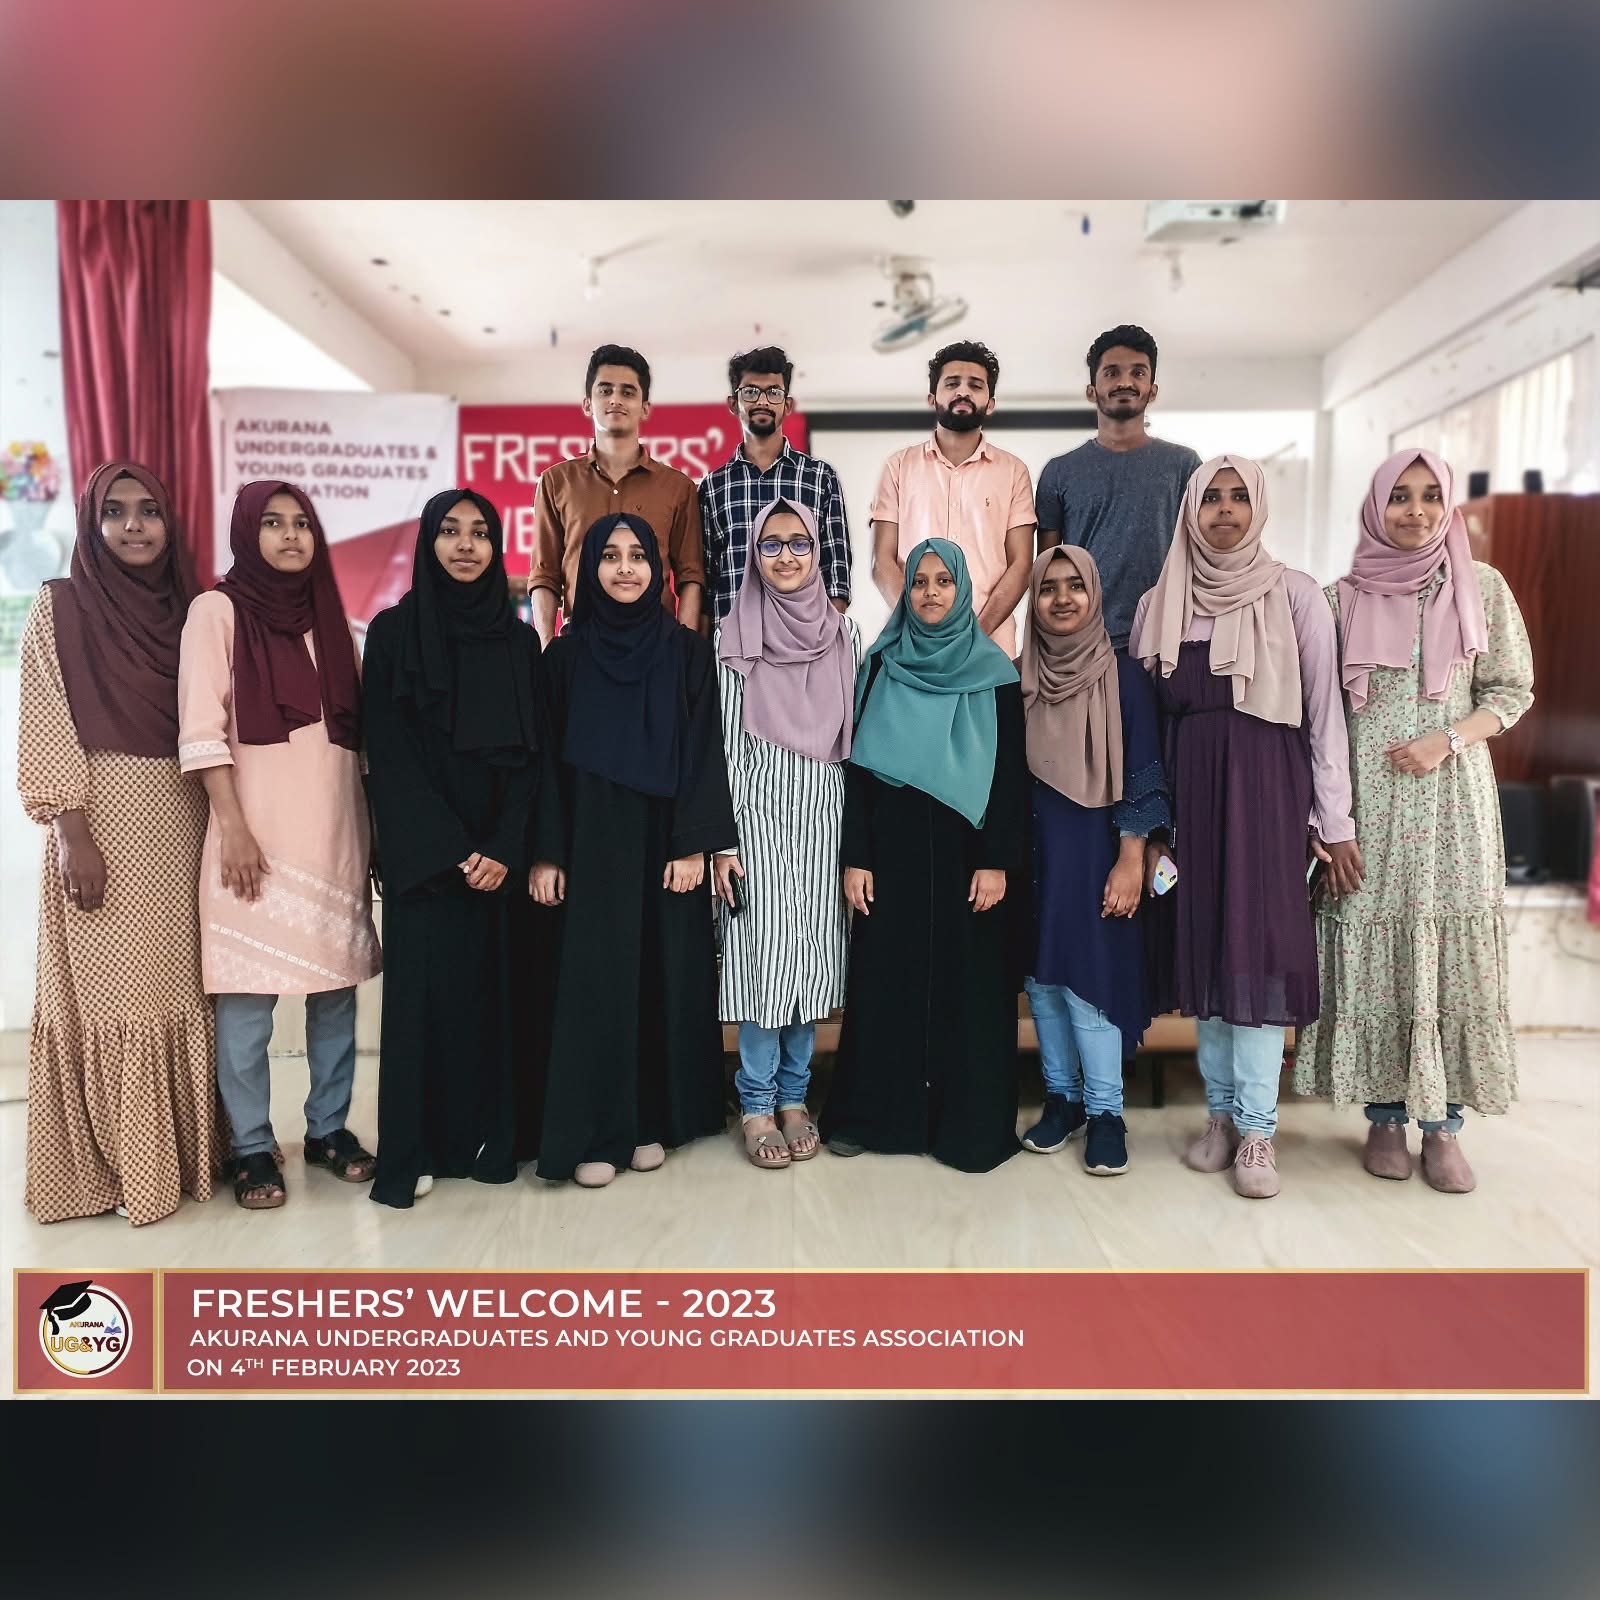 AKURANA
UNDERGRADUATES &
YOUNG GRADUATES
FRESHERS'
AKURANA
UG&YG
FRESHERS' WELCOME - 2023
AKURANA UNDERGRADUATES AND YOUNG GRADUATES ASSOCIATION
ON 4TH FEBRUARY 2023